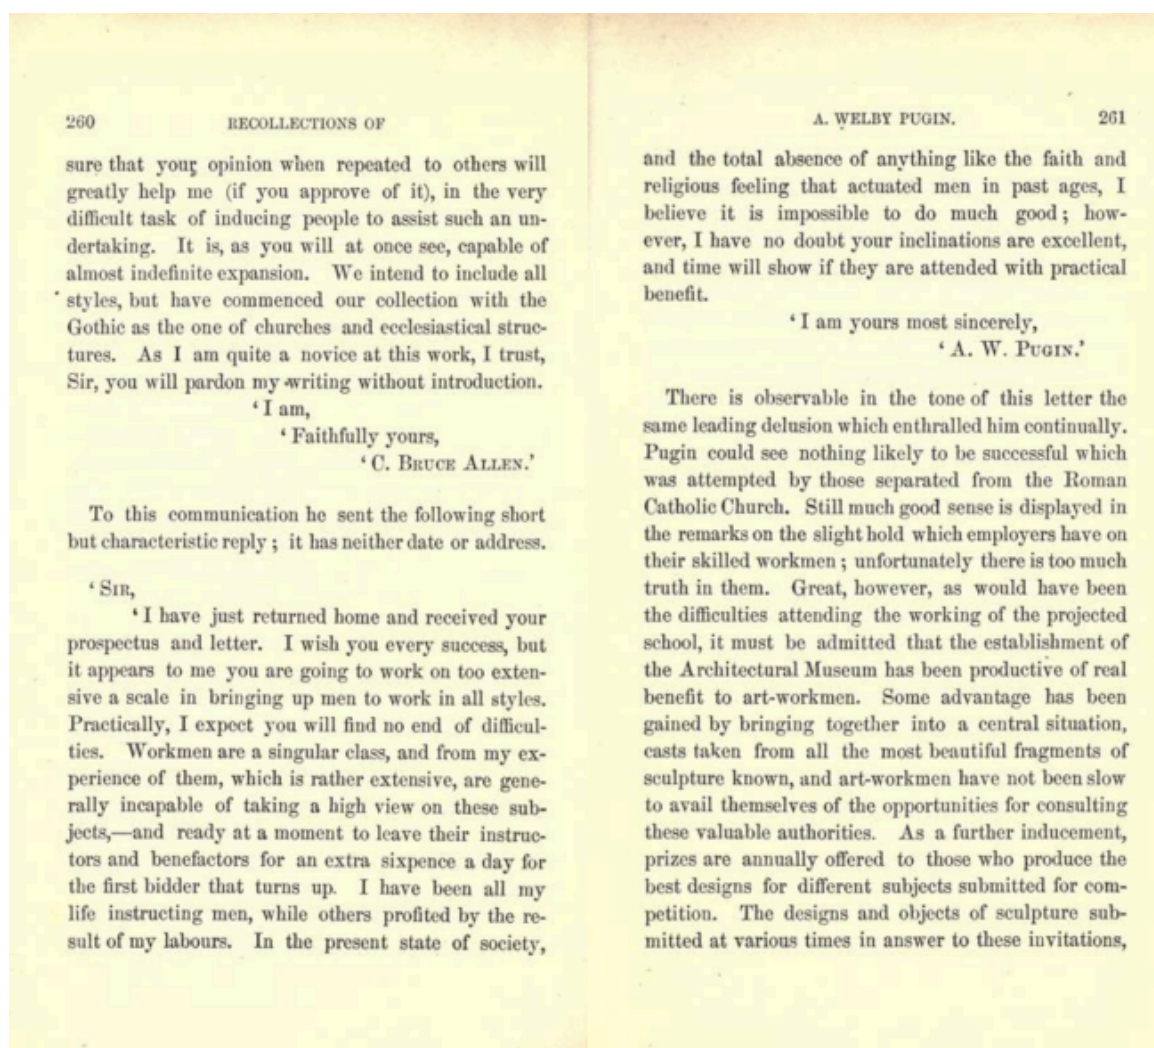 260 RECOLLECTIONS OF
sure that your opinion when repeated to others will
greatly help me (if you approve of it), in the very
difficult task of inducing people to assist such an un-
dertaking. It is, as you will at once see, capable of
almost indefinite expansion. We intend to include all
styles, but have commenced our collection with the
Gothic as the one of churches and ecclesiastical struc-
tures. As I am quite a novice at this work, I trust,
Sir, you will pardon my writing without introduction.
‘I am,
‘Faithfully yours,
‘C. BRUCE ALLEN.’
To this communication he sent the following short
but characteristic reply; it has neither date or address.
‘SIR,
‘I have just returned home and received your
prospectus and letter. I wish you every success, but
it appears to me you are going to work on too exten-
sive a scale in bringing up men to work in all styles.
Practically, I expect you will find no end of difficul-
ties. Workmen are a singular class, and from my ex-
perience of them, which is rather extensive, are gene-
rally incapable of taking a high view on these sub-
jects,—and ready at a moment to leave their instruc-
tors and benefactors for an extra sixpence a day for
the first bidder that turns up. I have been all my
life instructing men, while others profited by the re-
sult of my labours. In the present state of society,
A. WELBY PUGIN. 261
and the total absence of anything like the faith and
religious feeling that actuated men in past ages, I
believe it is impossible to do much good; how-
ever, I have no doubt your inclinations are excellent,
and time will show if they are attended with practical
benefit.
‘I am yours most sincerely,
‘A. W. PUGIN.’
There is observable in the tone of this letter the
same leading delusion which enthralled him continually.
Pugin could see nothing likely to be successful which
was attempted by those separated from the Roman
Catholic Church. Still much good sense is displayed in
the remarks on the slight hold which employers have on
their skilled workmen; unfortunately there is too much
truth in them. Great, however, as would have been
the difficulties attending the working of the projected
school, it must be admitted that the establishment of
the Architectural Museum has been productive of real
benefit to art-workmen. Some advantage has been
gained by bringing together into a central situation,
casts taken from all the most beautiful fragments of
sculpture known, and art-workmen have not been slow
to avail themselves of the opportunities for consulting
these valuable authorities. As a further inducement,
prizes are annually offered to those who produce the
best designs for different subjects submitted for com-
petition. The designs and objects of sculpture sub-
mitted at various times in answer to these invitations,